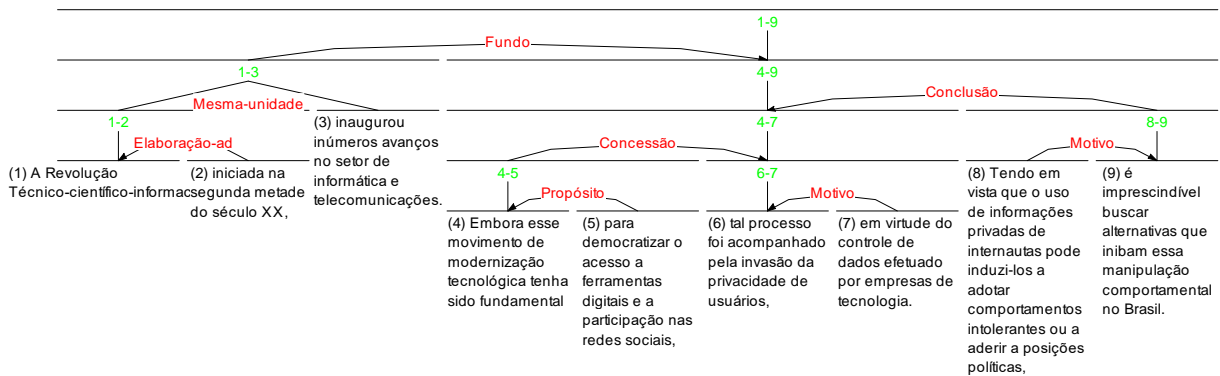 1-9
Fundo
1-3
4-9
Mesma-unidade
Conclusão
1-2
4-7
8-9
Elaboração-ad
Concessão
Motivo
(1) A Revolução
Técnico-científico-informac
(2) iniciada na
segunda metade
do século XX,
(3) inaugurou
inúmeros avanços
no setor de
informática e
telecomunicações.
4-5
Propósito
6-7
Motivo
(4) Embora esse
movimento de
modernização
tecnológica tenha
sido fundamental
(5) para
democratizar o
acesso a
ferramentas
digitais e a
participação nas
redes sociais,
(6) tal processo
foi acompanhado
pela invasão da
privacidade de
usuários,
(7) em virtude do
controle de
dados efetuado
por empresas de
tecnologia.
(8) Tendo em
vista que o uso
de informações
privadas de
internautas pode
induzi-los a
adotar
comportamentos
intolerantes ou a
aderir a posições
políticas,
(9) é
imprescindível
buscar
alternativas que
inibam essa
manipulação
comportamental
no Brasil.